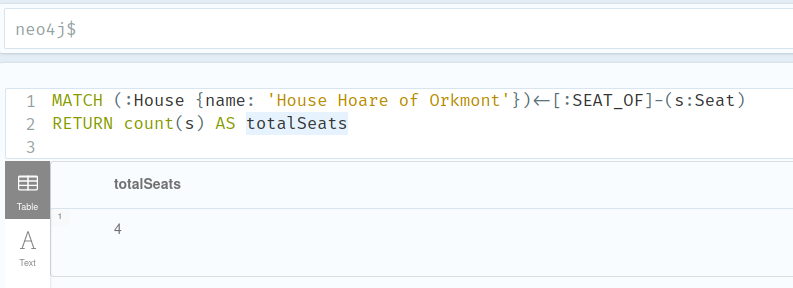 neo4j$
1 MATCH (:House {name: 'House Hoare of Orkmont'})<-[:SEAT_OF]-(s:Seat)
2 RETURN count(s) AS totalSeats
3
Table
totalSeats
1
4
Text